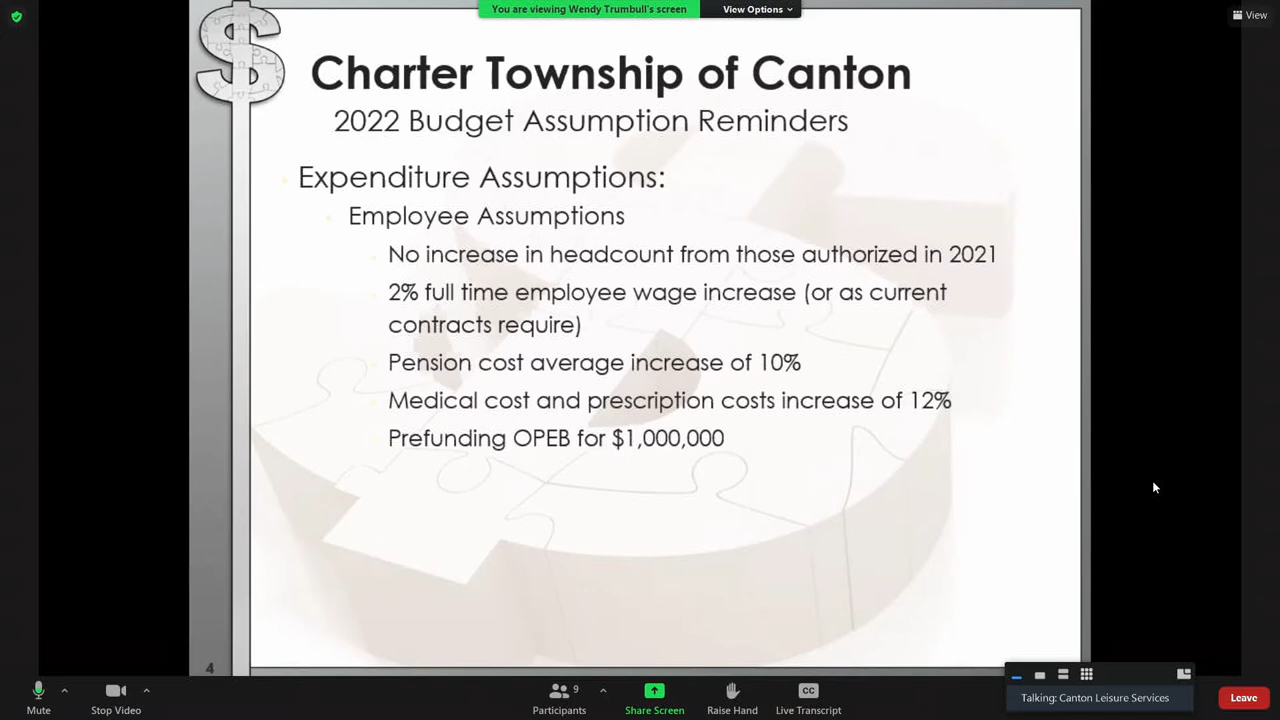 You are viewing Wendy Trumbull's screen
View Options
View
$
Charter Township of Canton
2022 Budget Assumption Reminders
Expenditure Assumptions:
Employee Assumptions
No increase in headcount from those authorized in 2021
2% full time employee wage increase (or as current
contracts require)
Pension cost average increase of 10%
Medical cost and prescription costs increase of 12%
Prefunding OPEB for $1,000,000
4
Talking: Canton Leisure Services
Mute
Stop Video
9
Participants
Share Screen
Raise Hand
CC
Live Transcript
Leave